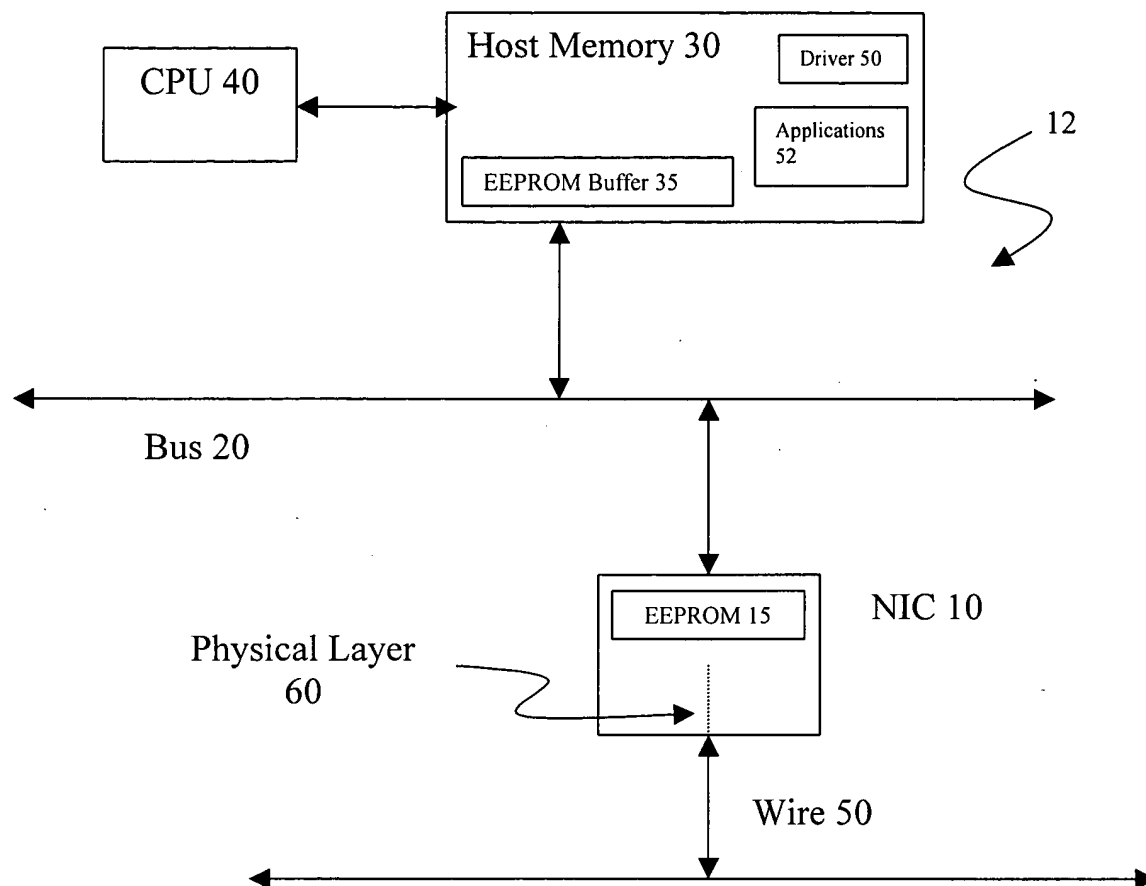 Host Memory 30
Driver 50
CPU 40
Applications
52
12
EEPROM Buffer 35
Bus 20
EEPROM 15
NIC 10
Physical Layer
60
Wire 50